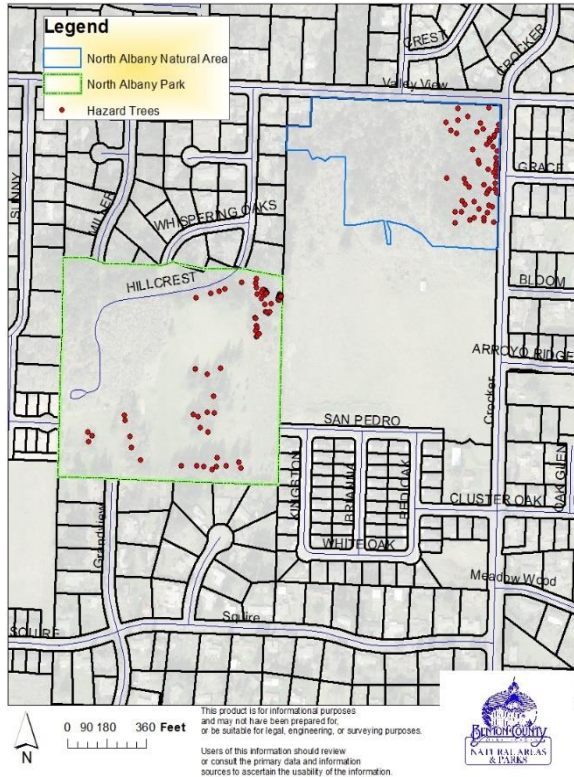 Legend
North Albany Natural Area
North Albany Park
Hazard Trees
CREST
CROCKER
Valley View
GRACE
SUNNY
MILLER
WHISPERING OAKS
HILLCREST
BLOOM
ARROYO RIDGE
Crocker
SAN PEDRO
KINGSTON
BRIANNA
RED OAK
OAK GLEN
CLUSTER OAK
WHITE OAK
Grandview
Meadow Wood
Squire
SQUIRE
N
0 90 180 360 Feet
This product is for informational purposes
and may not have been prepared for,
or be suitable for legal, engineering, or surveying purposes.
Users of this information should review
or consult the primary data and information
sources to ascertain the usability of the information.
BENTON COUNTY
NATURAL AREAS
& PARKS